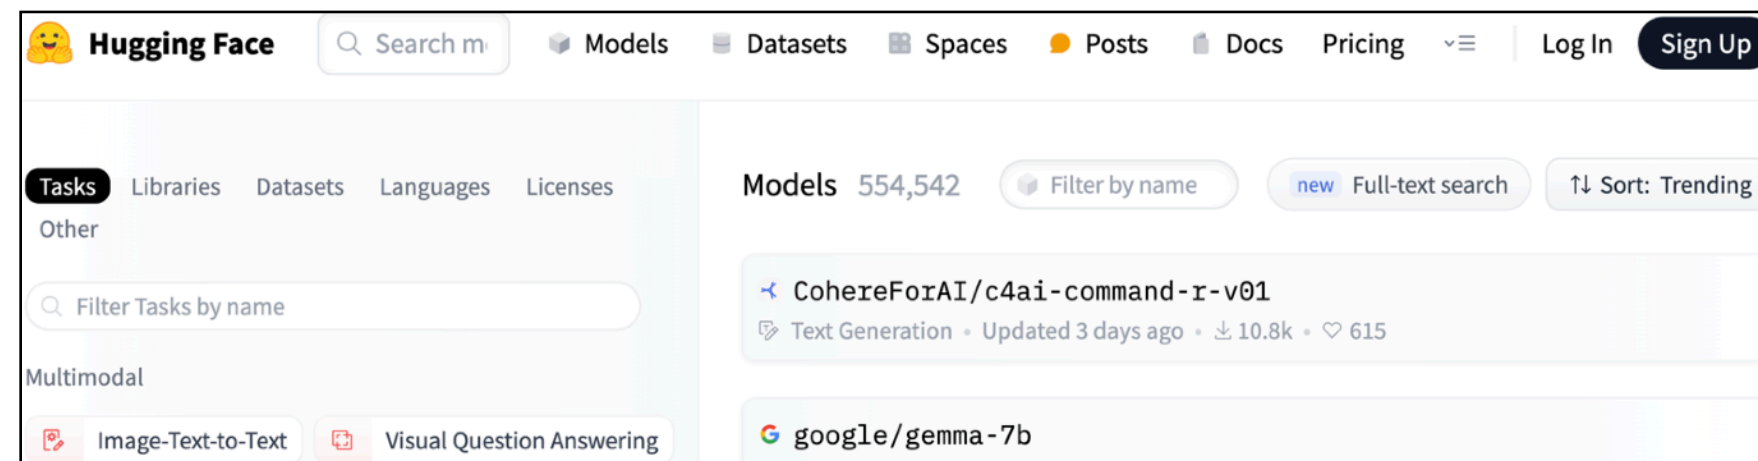 Hugging Face Search m Models Datasets Spaces Posts Docs Pricing Log In Sign Up
Tasks Libraries Datasets Languages Licenses
Other
Filter Tasks by name
Multimodal
Image-Text-to-Text Visual Question Answering
Models 554,542 Filter by name new Full-text search ↑↓ Sort: Trending
CohereForAI/c4ai-command-r-v01
Text Generation • Updated 3 days ago • 10.8k • 615
google/gemma-7b